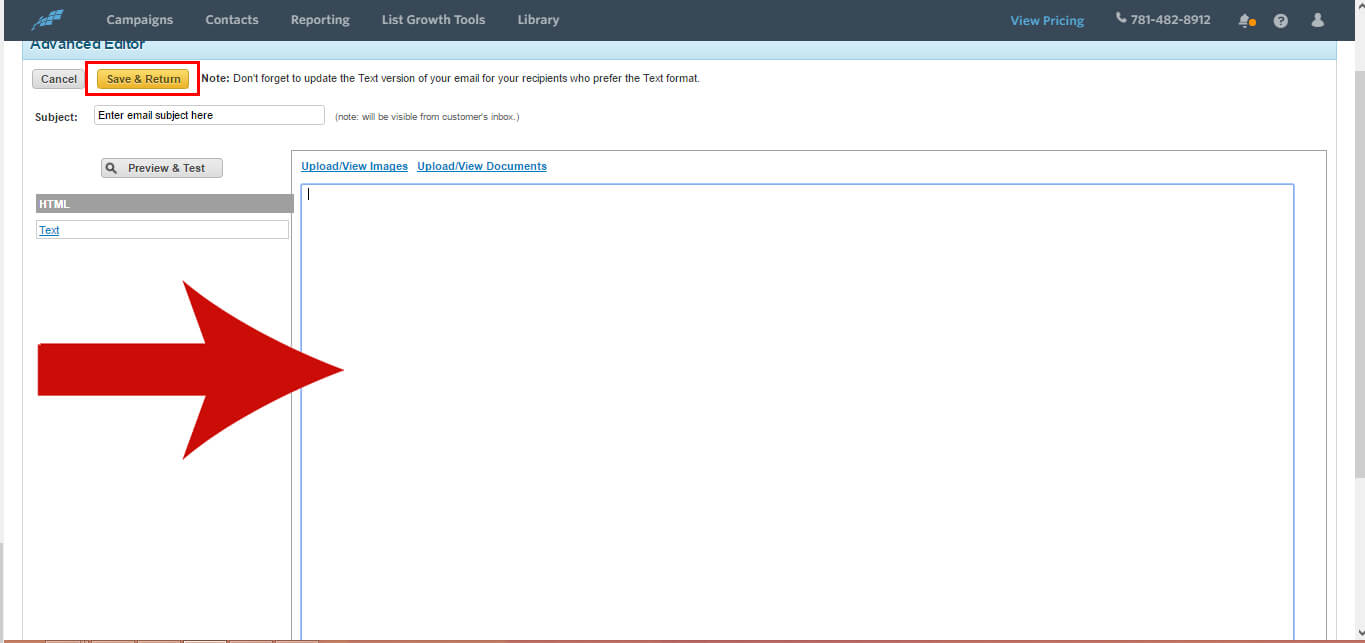 Campaigns Contacts Reporting List Growth Tools Library View Pricing 781-482-8912
Advanced Editor
Cancel Save & Return Note: Don't forget to update the Text version of your email for your recipients who prefer the Text format.
Subject: Enter email subject here (note: will be visible from customer's inbox.)
Preview & Test Upload/View Images Upload/View Documents
HTML
Text